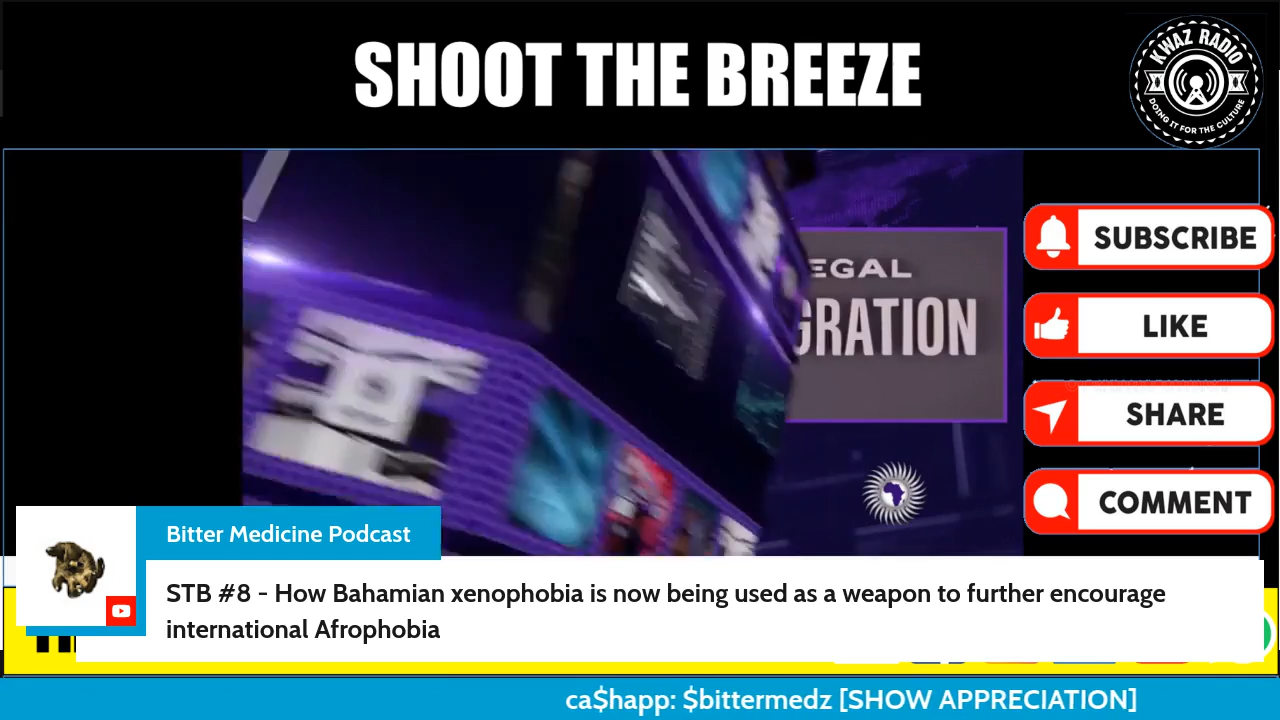 SHOOT THE BREEZE
KWAZ RADIO
DOING IT FOR THE CULTURE
EGAL
GRATION
SUBSCRIBE
LIKE
SHARE
COMMENT
Bitter Medicine Podcast
STB #8 - How Bahamian xenophobia is now being used as a weapon to further encourage
international Afrophobia
ca$happ: $bittermedz [SHOW APPRECIATION]